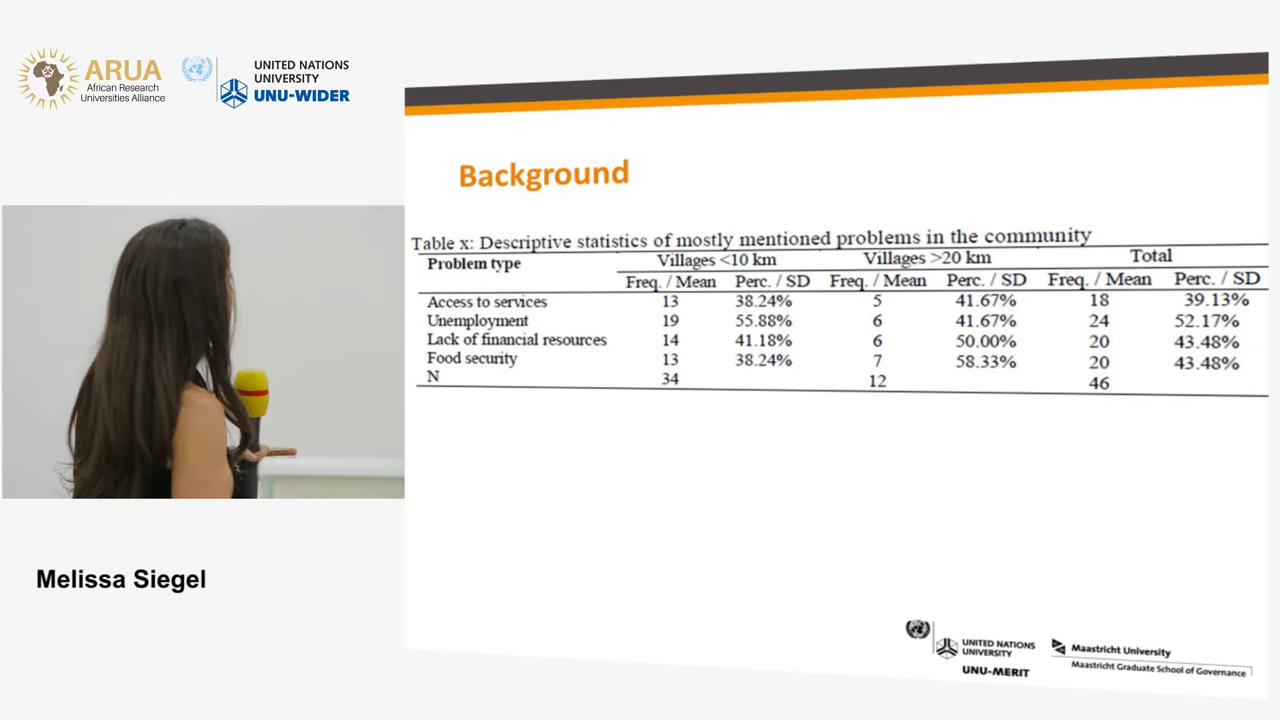 ARUA
African Research
Universities Alliance
UNITED NATIONS
UNIVERSITY
UNU-WIDER
Background
Table x: Descriptive statistics of mostly mentioned problems in the community
Problem type Villages <10 km Villages >20 km Total
Freq. / Mean Perc. / SD Freq. / Mean Perc. / SD Freq. / Mean Perc. / SD
Access to services 13 38.24% 5 41.67% 18 39.13%
Unemployment 19 55.88% 6 41.67% 24 52.17%
Lack of financial resources 14 41.18% 6 50.00% 20 43.48%
Food security 13 38.24% 7 58.33% 20 43.48%
N 34 12 46
Melissa Siegel
UNITED NATIONS
UNIVERSITY
UNU-MERIT
Maastricht University
Maastricht Graduate School of Governance